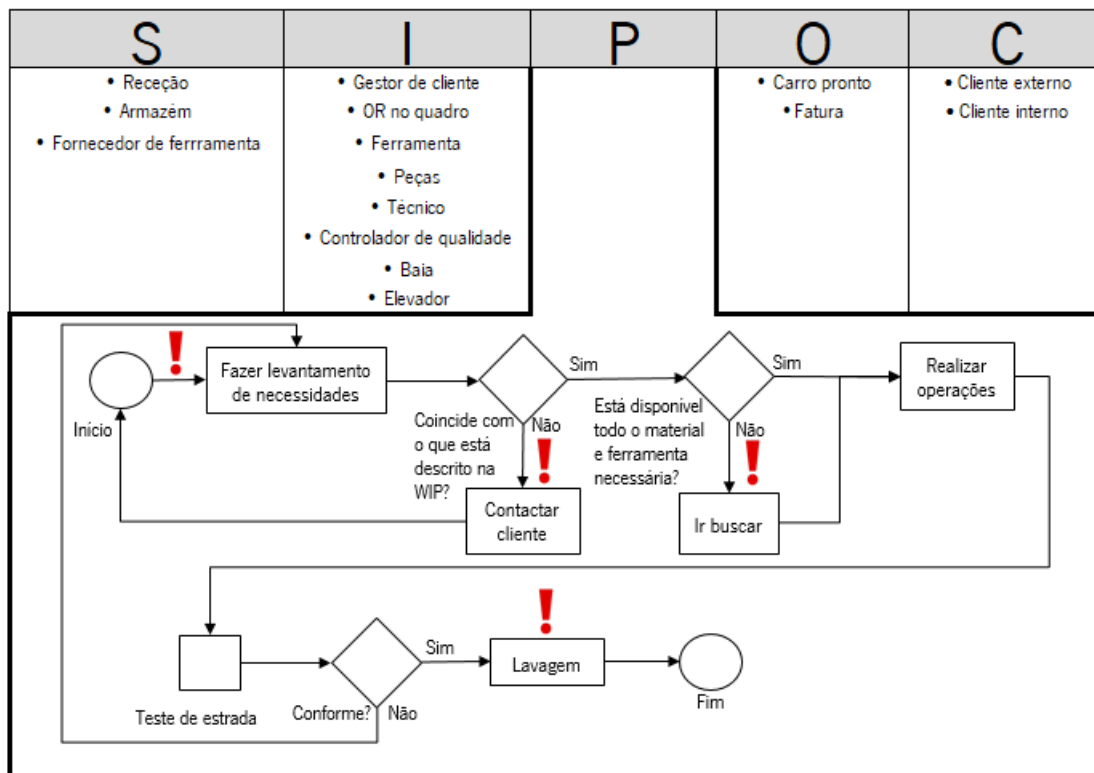 S I P O C
• Receção
• Armazém
• Fornecedor de ferrramenta
• Gestor de cliente
• OR no quadro
• Ferramenta
• Peças
• Técnico
• Controlador de qualidade
• Baia
• Elevador
• Carro pronto
• Fatura
• Cliente externo
• Cliente interno
Início
!
Fazer levantamento
de necessidades
Coincide com
o que está
descrito na
WIP?
Sim
Não
!
Contactar
cliente
Está disponível
todo o material
e ferramenta
necessária?
Sim
Não
!
Ir buscar
Realizar
operações
Teste de estrada
Conforme?
Sim
Não
!
Lavagem
Fim